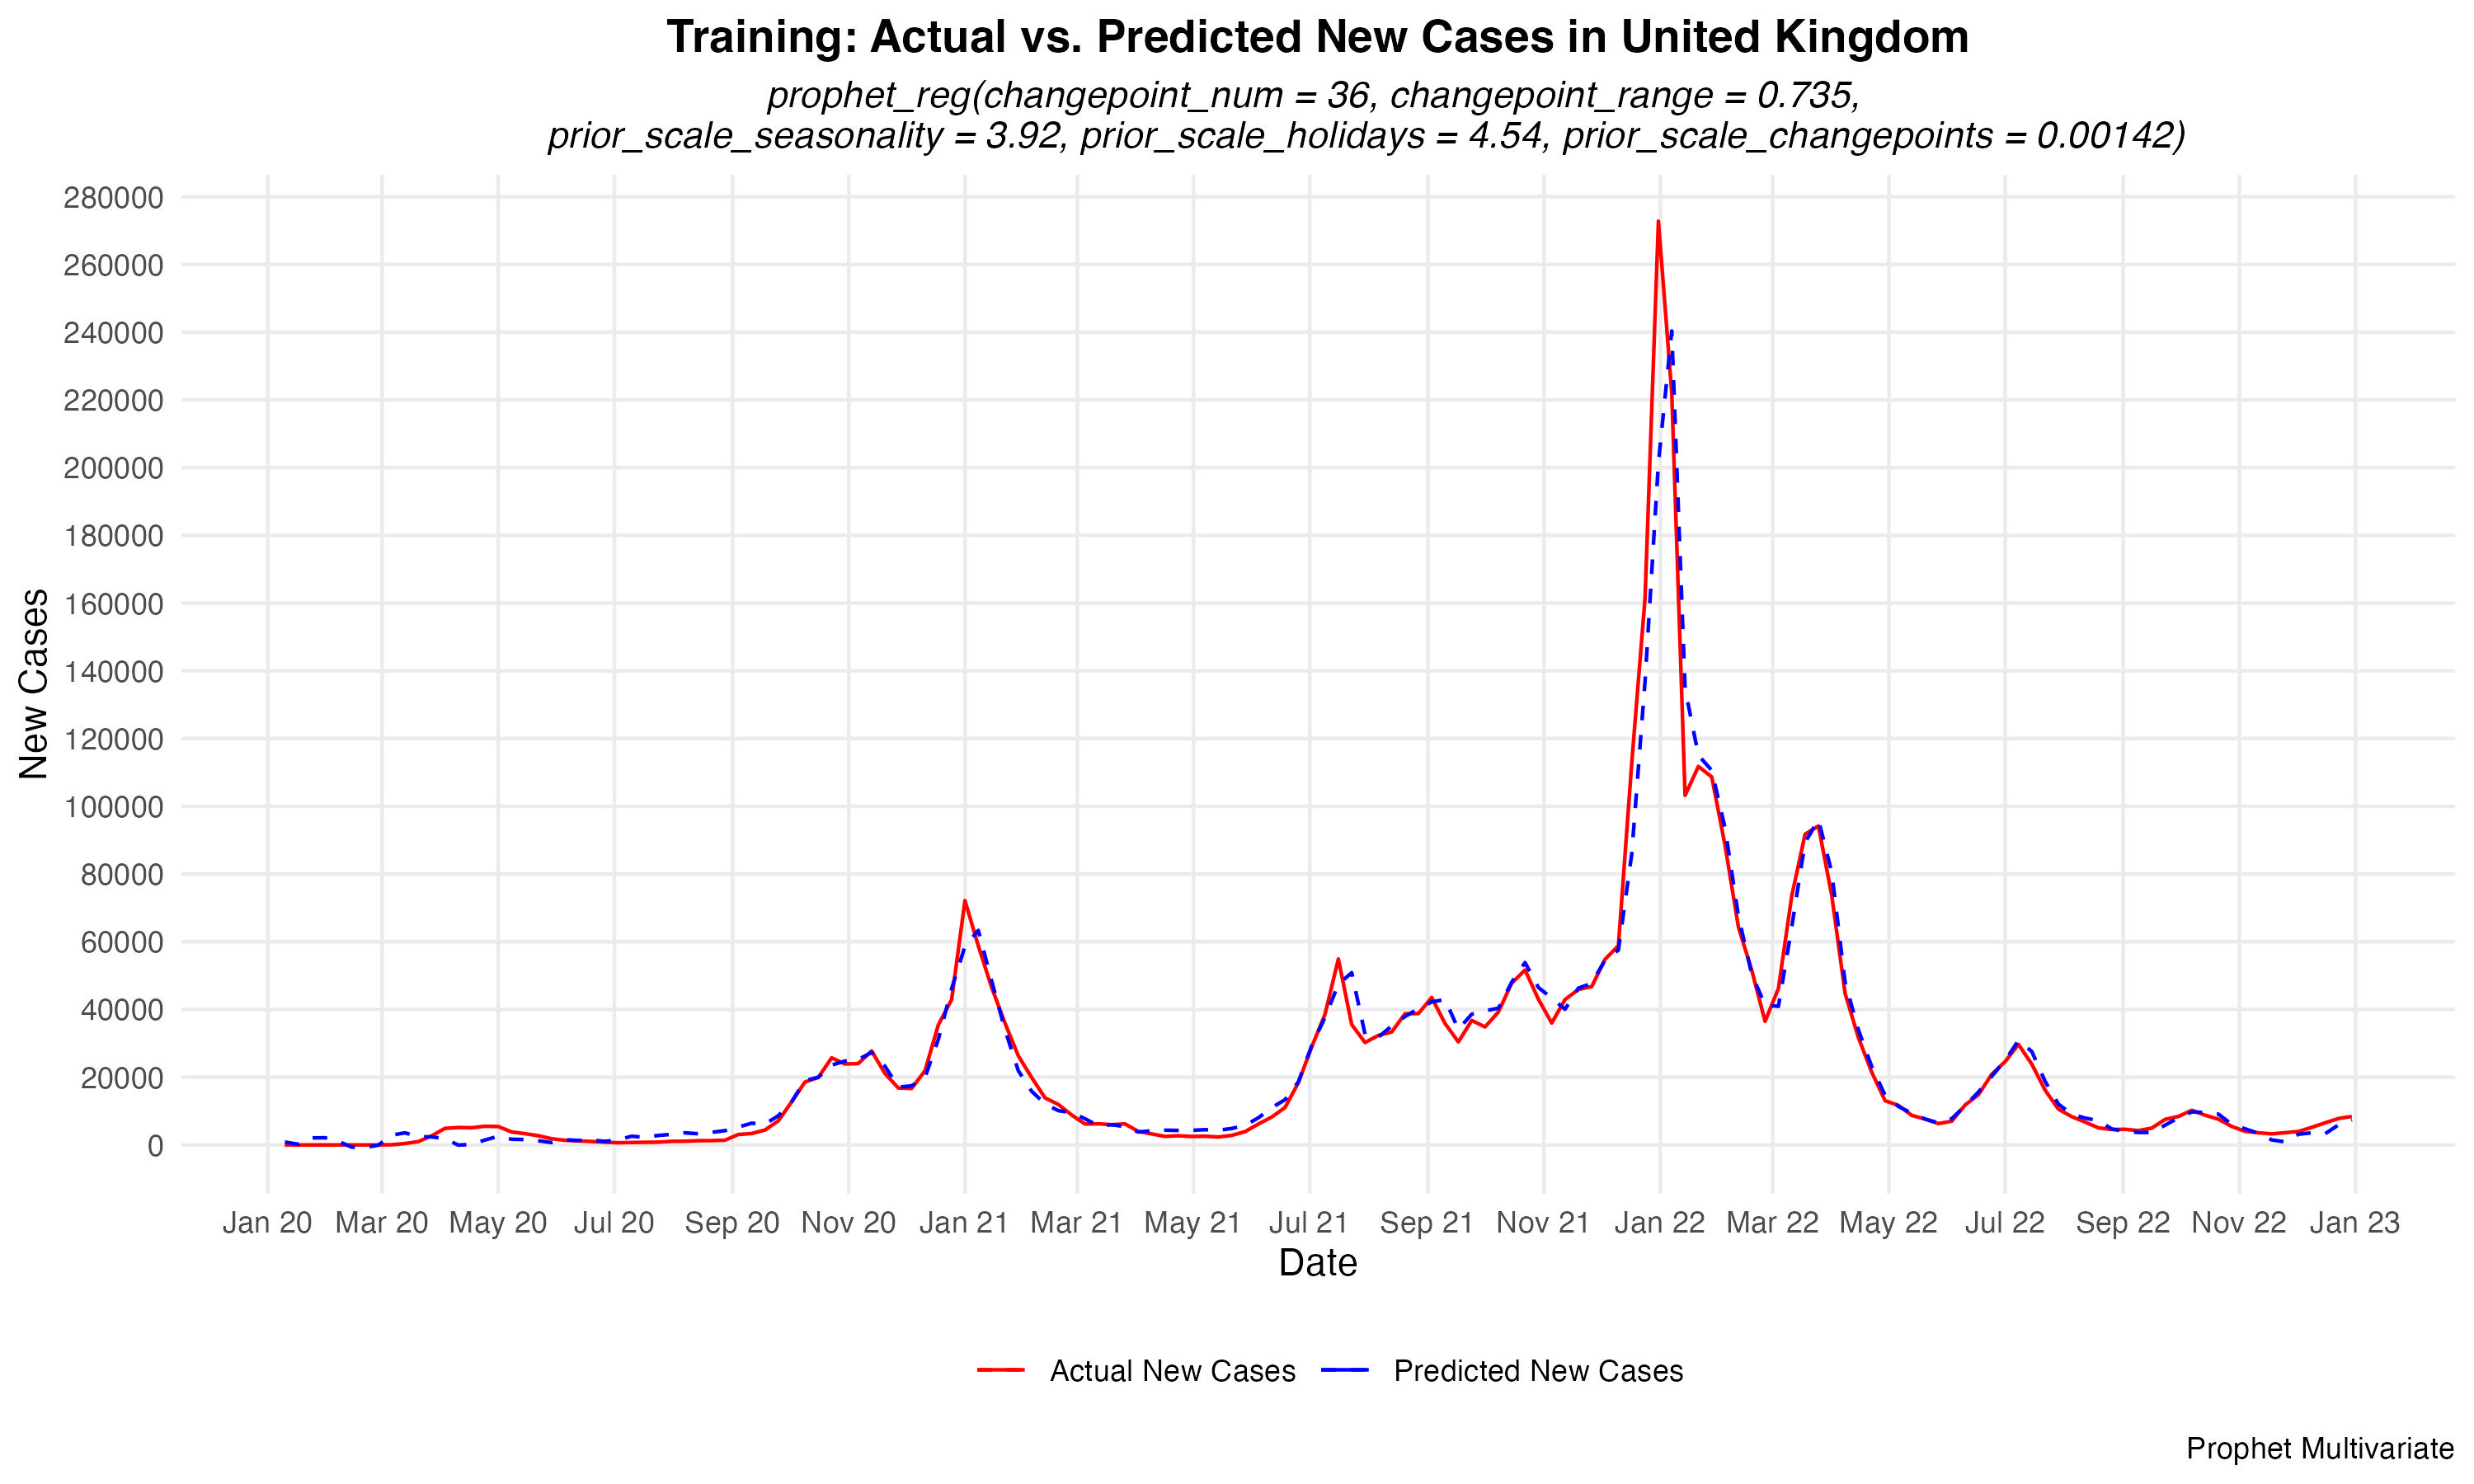 Training: Actual vs. Predicted New Cases in United Kingdom
prophet_reg(changepoint_num = 36, changepoint_range = 0.735,
prior_scale_seasonality = 3.92, prior_scale_holidays = 4.54, prior_scale_changepoints = 0.00142)
280000
260000
240000
220000
200000
180000
160000
140000
120000
100000
80000
60000
40000
20000
0
New Cases
Jan 20 Mar 20 May 20 Jul 20 Sep 20 Nov 20 Jan 21 Mar 21 May 21 Jul 21 Sep 21 Nov 21 Jan 22 Mar 22 May 22 Jul 22 Sep 22 Nov 22 Jan 23
Date
Actual New Cases Predicted New Cases
Prophet Multivariate